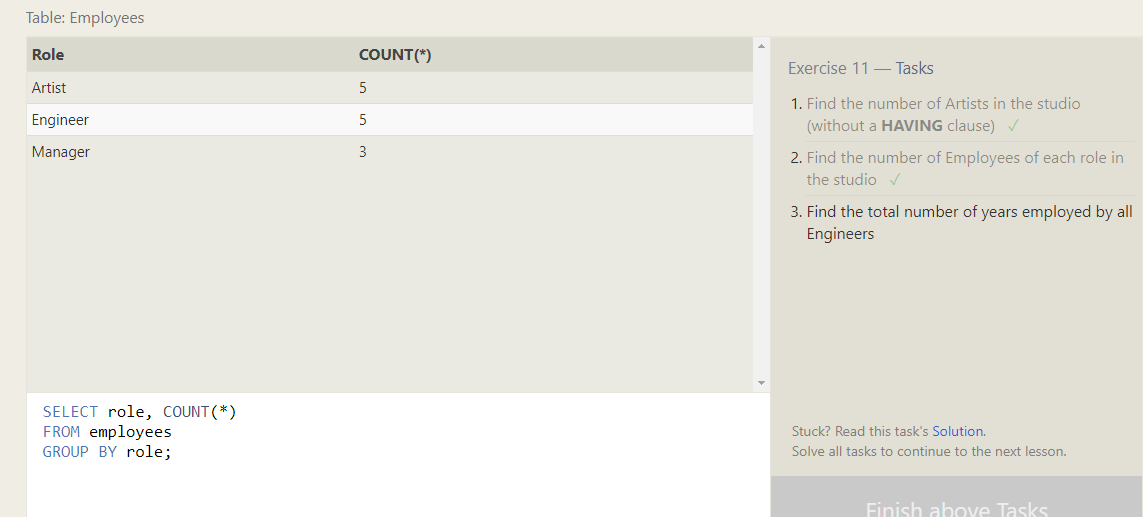 Table: Employees
Role COUNT(*)
Artist 5
Engineer 5
Manager 3
SELECT role, COUNT(*)
FROM employees
GROUP BY role;
Exercise 11 — Tasks
1. Find the number of Artists in the studio
(without a HAVING clause) ✓
2. Find the number of Employees of each role in
the studio ✓
3. Find the total number of years employed by all
Engineers
Stuck? Read this task's Solution.
Solve all tasks to continue to the next lesson.
Finish above Tasks